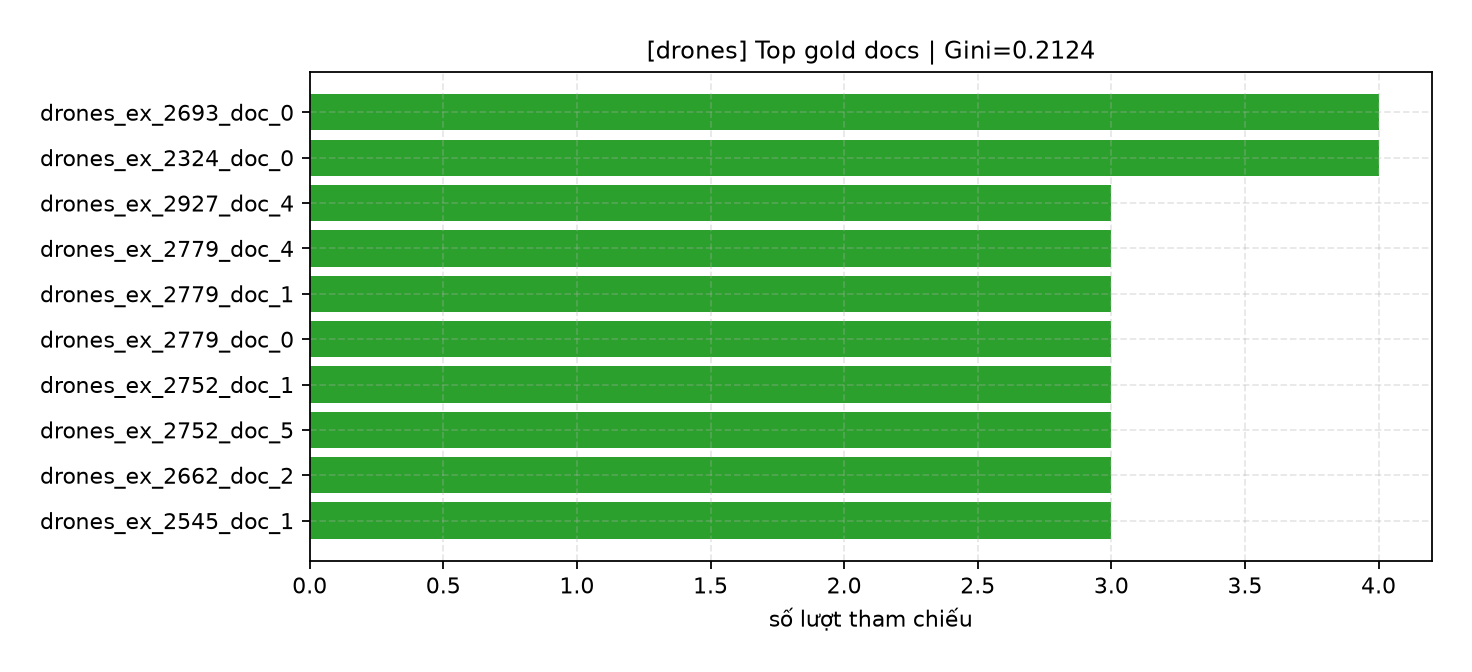 [drones] Top gold docs | Gini=0.2124
drones_ex_2693_doc_0
drones_ex_2324_doc_0
drones_ex_2927_doc_4
drones_ex_2779_doc_4
drones_ex_2779_doc_1
drones_ex_2779_doc_0
drones_ex_2752_doc_1
drones_ex_2752_doc_5
drones_ex_2662_doc_2
drones_ex_2545_doc_1
0.0 0.5 1.0 1.5 2.0 2.5 3.0 3.5 4.0
số lượt tham chiếu